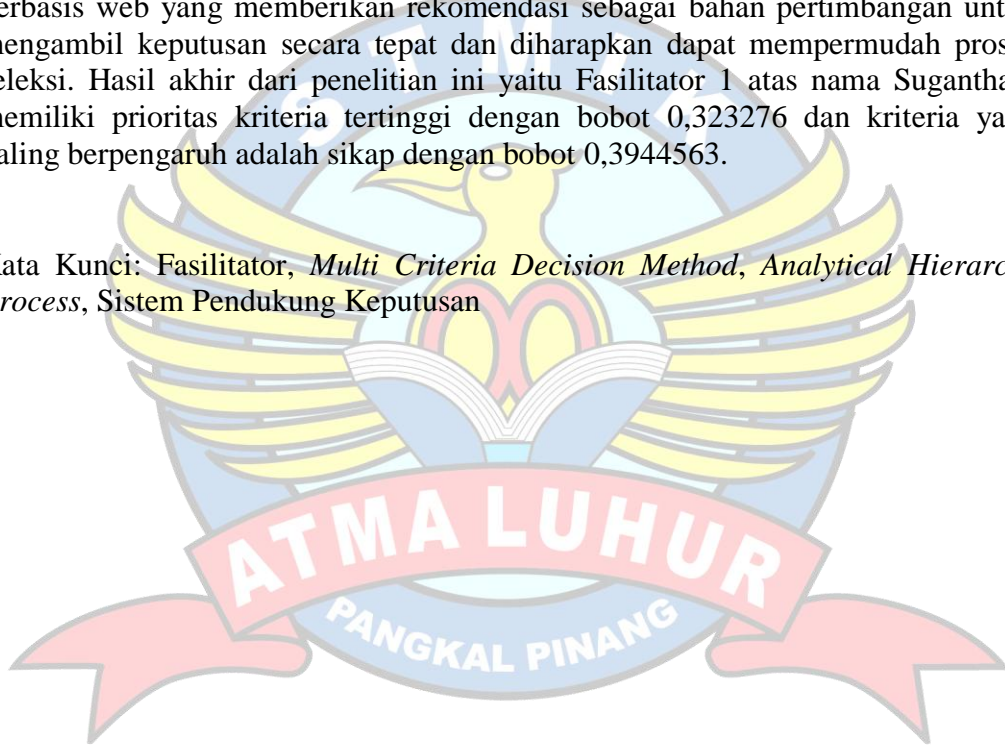 erbasis web yang memberikan rekomendasi sebagai bahan pertimbangan unt
nengambil keputusan secara tepat dan diharapkan dapat mempermudah pros
eleksi. Hasil akhir dari penelitian ini yaitu Fasilitator 1 atas nama Sugantha
nemiliki prioritas kriteria tertinggi dengan bobot 0,323276 dan kriteria ya
aling berpengaruh adalah sikap dengan bobot 0,3944563.
Kata Kunci: Fasilitator, Multi Criteria Decision Method, Analytical Hierarc
rocess, Sistem Pendukung Keputusan
STMIK
ATMA LUHUR
PANGKAL PINANG